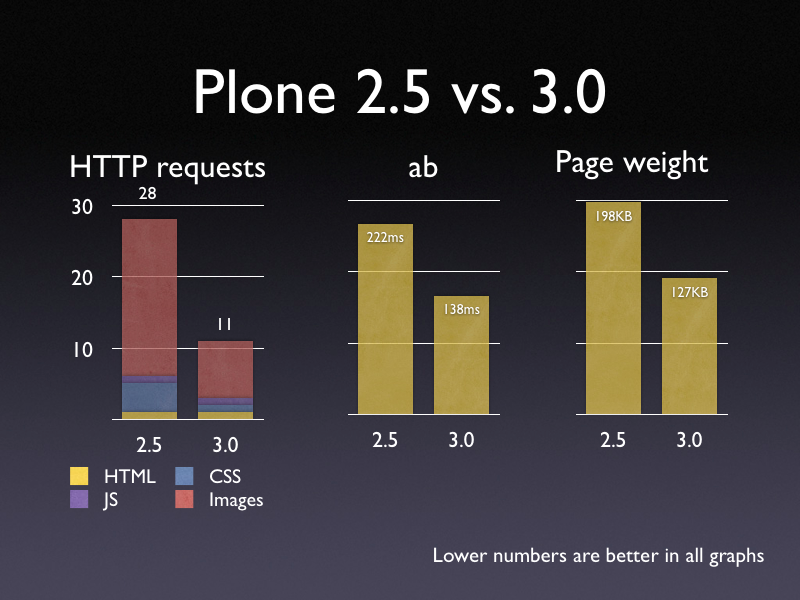 Plone 2.5 vs. 3.0
HTTP requests
28
30
20
10
11
2.5 3.0
HTML CSS
JS Images
ab
222ms
138ms
2.5 3.0
Page weight
198KB
127KB
2.5 3.0
Lower numbers are better in all graphs